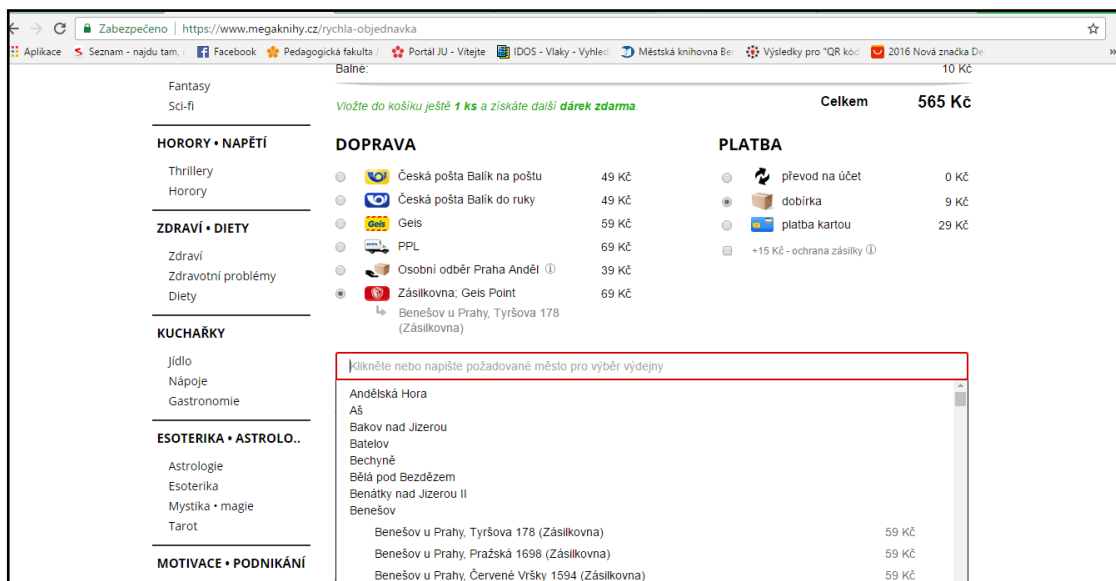 Zabezpečeno | https://www.megaknihy.cz/rychla-objednavka
Aplikace Seznam - najdu tam, Facebook Pedagogická fakulta J Portál JU - Vítejte IDOS - Vlaky - Vyhled Městská knihovna Be Výsledky pro "QR kód 2016 Nová značka De »
Fantasy
Sci-fi
HORORY • NAPĚTÍ
Thrillery
Horory
ZDRAVÍ • DIETY
Zdraví
Zdravotní problémy
Diety
KUCHAŘKY
Jídlo
Nápoje
Gastronomie
ESOTERIKA • ASTROLO..
Astrologie
Esoterika
Mystika • magie
Tarot
MOTIVACE • PODNIKÁNÍ
Balné: 10 Kč
Vložte do košíku ještě 1 ks a získáte další dárek zdarma.
Celkem 565 Kč
DOPRAVA
Česká pošta Balík na poštu 49 Kč
Česká pošta Balík do ruky 49 Kč
Geis Geis 59 Kč
PPL 69 Kč
Osobní odběr Praha Anděl 39 Kč
Zásilkovna; Geis Point 69 Kč
Benešov u Prahy, Tyršova 178
(Zásilkovna)
PLATBA
převod na účet 0 Kč
dobírka 9 Kč
platba kartou 29 Kč
+15 Kč - ochrana zásilky
Klikněte nebo napište požadované město pro výběr výdejny
Andělská Hora
Aš
Bakov nad Jizerou
Batelov
Bechyně
Bělá pod Bezdězem
Benátky nad Jizerou II
Benešov
Benešov u Prahy, Tyršova 178 (Zásilkovna) 59 Kč
Benešov u Prahy, Pražská 1698 (Zásilkovna) 59 Kč
Benešov u Prahy, Červené Vršky 1594 (Zásilkovna) 59 Kč